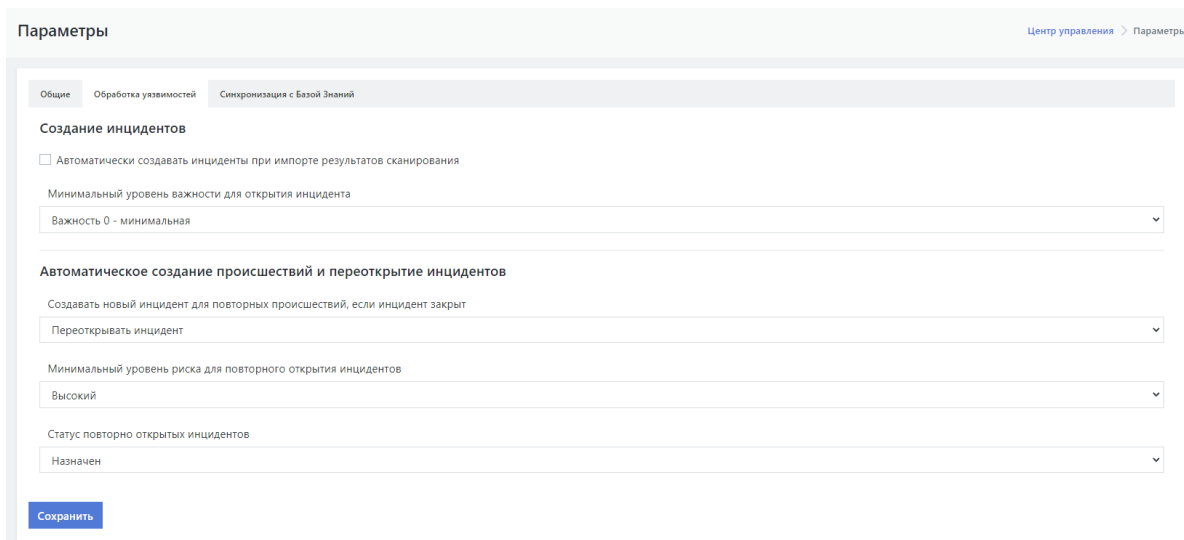 Параметры
Центр управления > Параметры
Общие Обработка уязвимостей Синхронизация с Базой Знаний
Создание инцидентов
Автоматически создавать инциденты при импорте результатов сканирования
Минимальный уровень важности для открытия инцидента
Важность 0 - минимальная
Автоматическое создание происшествий и переоткрытие инцидентов
Создавать новый инцидент для повторных происшествий, если инцидент закрыт
Переоткрывать инцидент
Минимальный уровень риска для повторного открытия инцидентов
Высокий
Статус повторно открытых инцидентов
Назначен
Сохранить